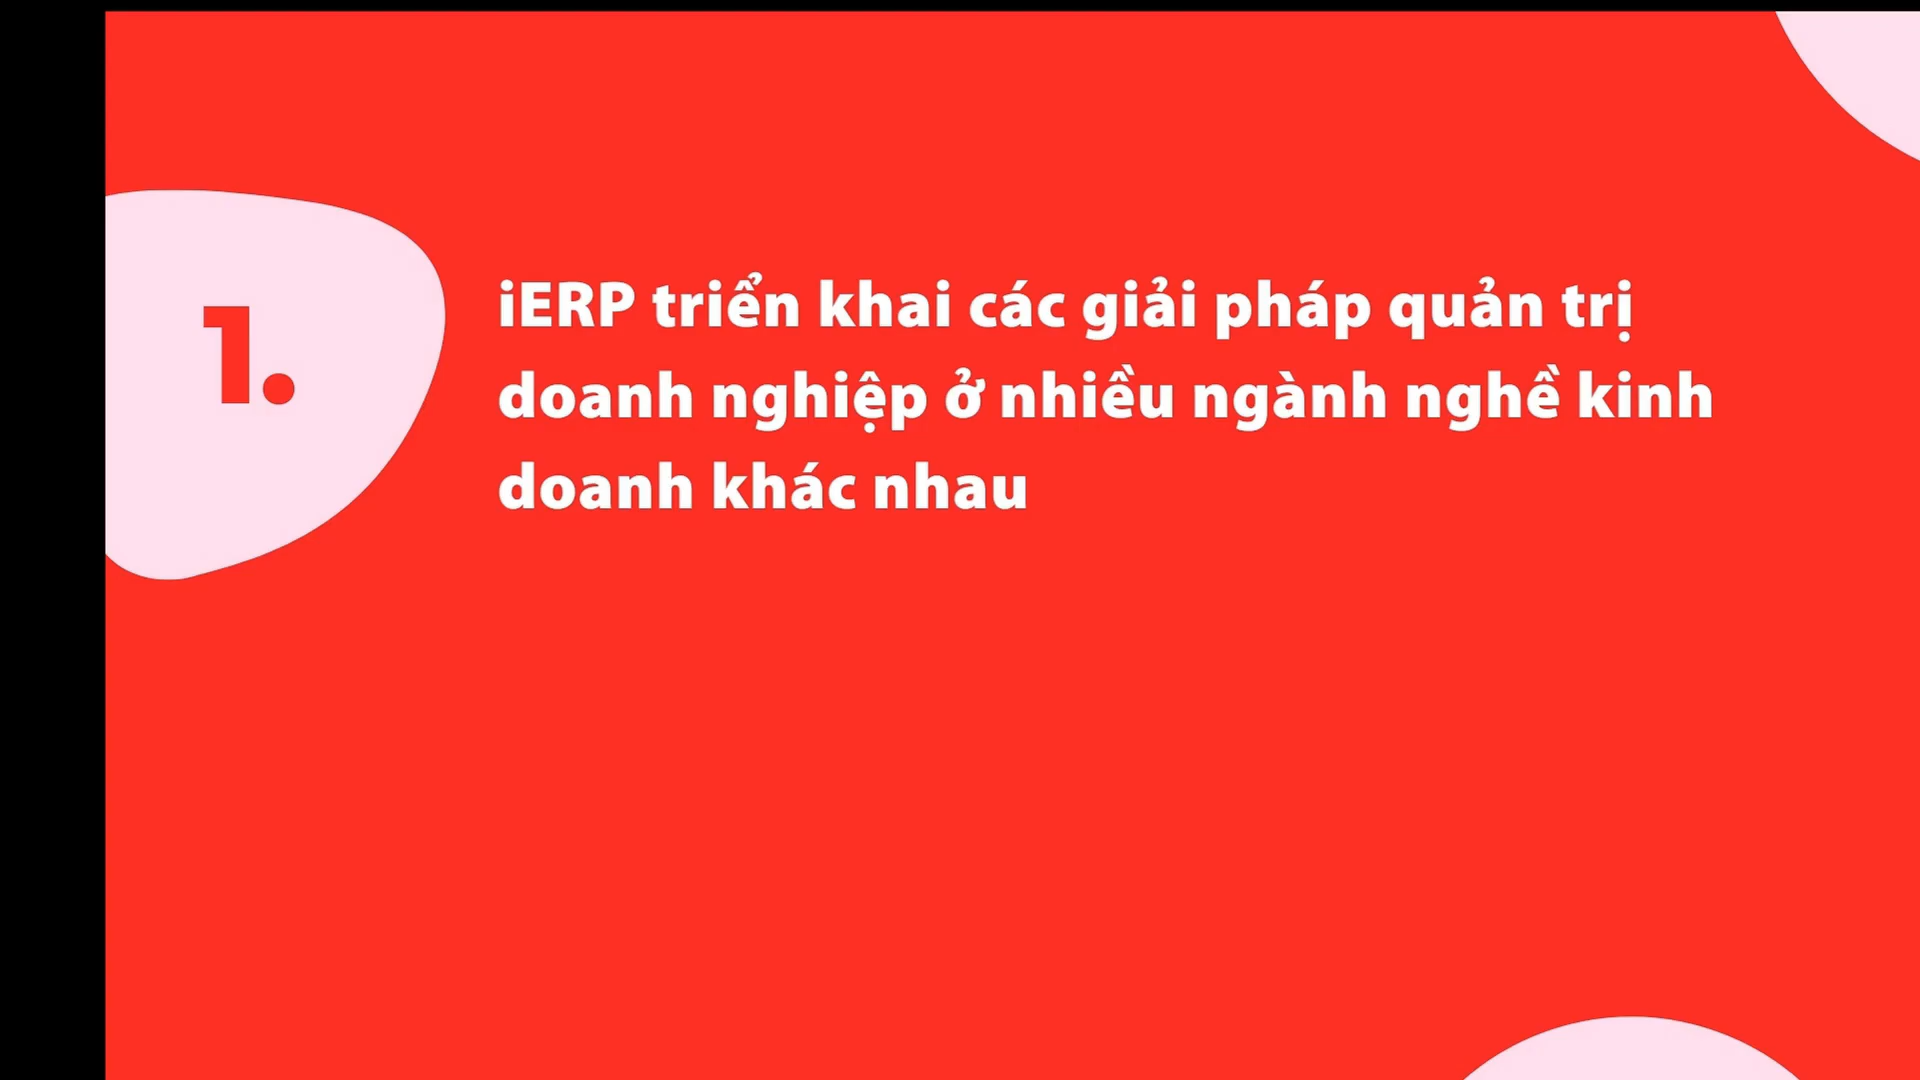 1.
iERP triển khai các giải pháp quản trị
doanh nghiệp ở nhiều ngành nghề kinh
doanh khác nhau